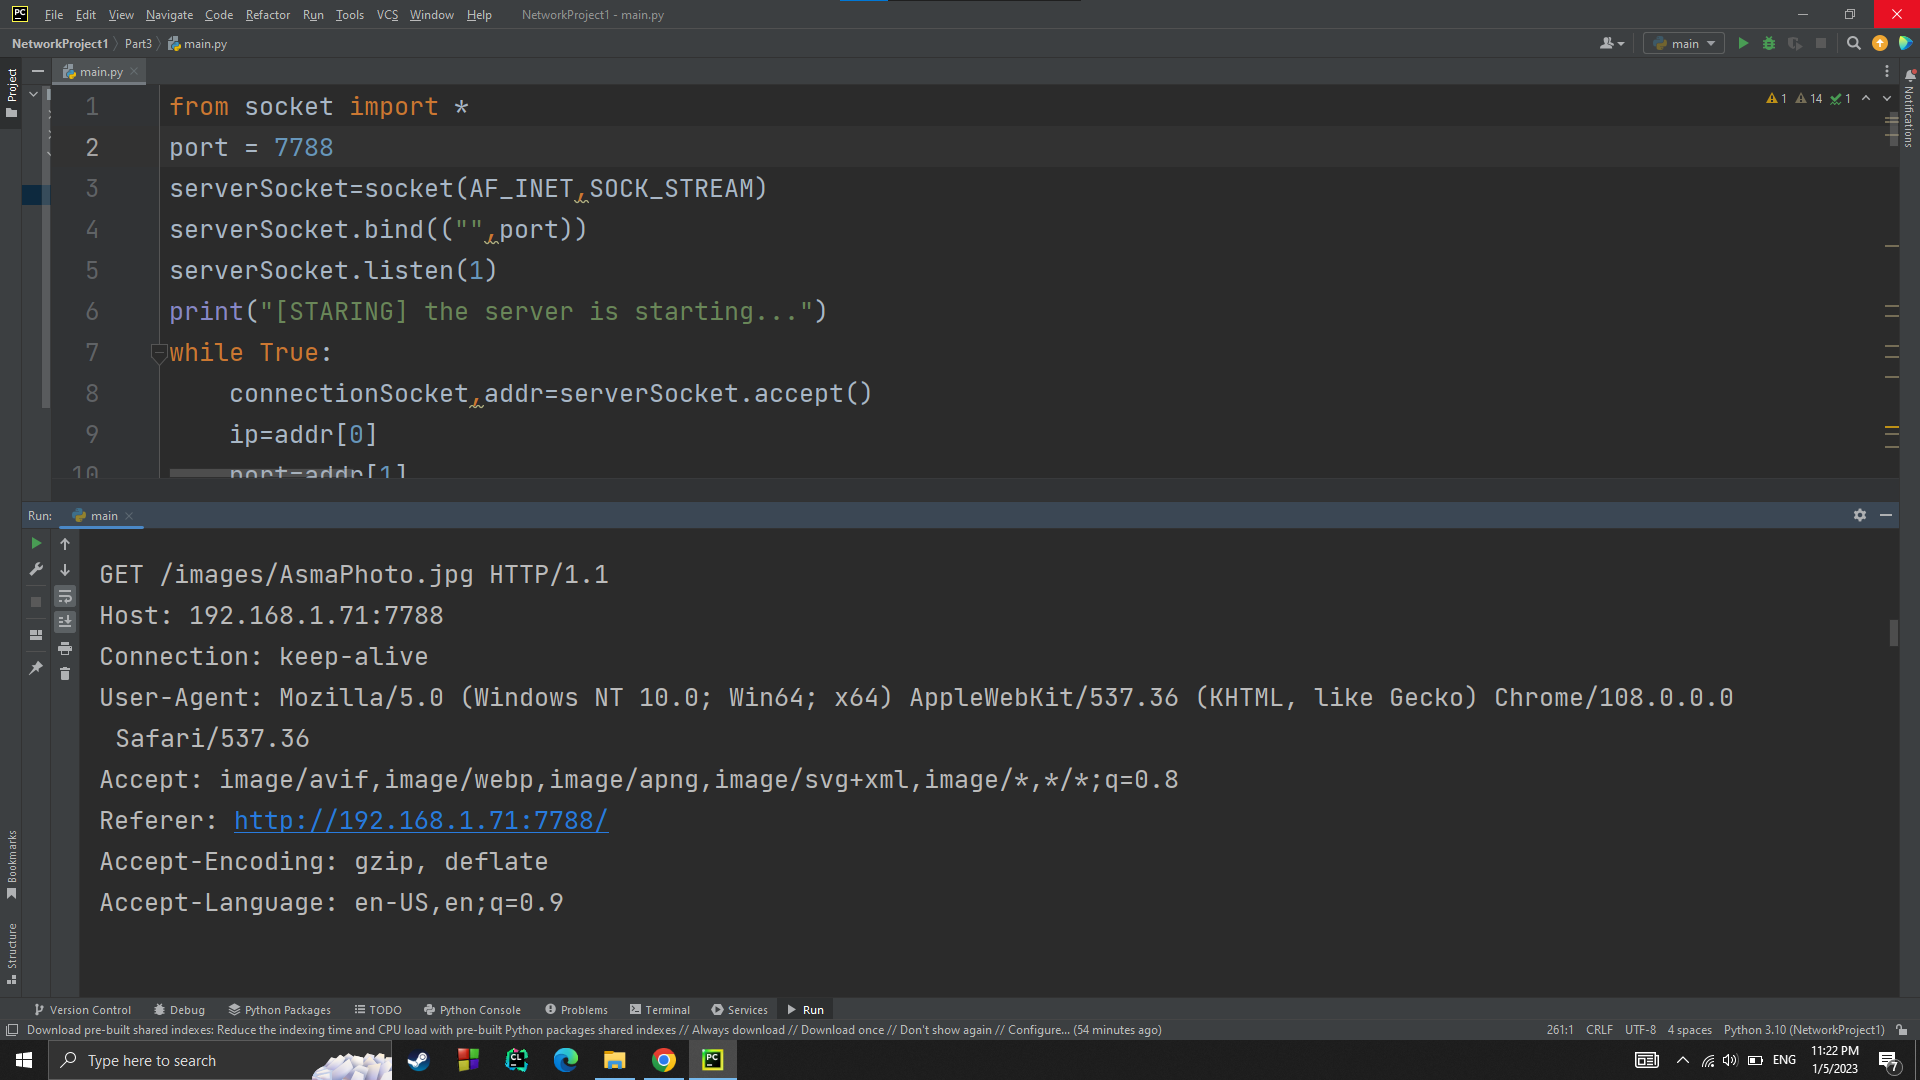 PC File Edit View Navigate Code Refactor Run Tools VCS Window Help NetworkProject1 - main.py
NetworkProject1 Part3 main.py main
Project
main.py
Notifications
1 14 1
1 from socket import *
2 port = 7788
3 serverSocket=socket(AF_INET,SOCK_STREAM)
4 serverSocket.bind(("",port))
5 serverSocket.listen(1)
6 print("[STARING] the server is starting...")
7 while True:
8 connectionSocket,addr=serverSocket.accept()
9 ip=addr[0]
10 port=addr[1]
Run: main
GET /images/AsmaPhoto.jpg HTTP/1.1
Host: 192.168.1.71:7788
Connection: keep-alive
User-Agent: Mozilla/5.0 (Windows NT 10.0; Win64; x64) AppleWebKit/537.36 (KHTML, like Gecko) Chrome/108.0.0.0
Safari/537.36
Accept: image/avif,image/webp,image/apng,image/svg+xml,image/*,*/*;q=0.8
Referer: http://192.168.1.71:7788/
Accept-Encoding: gzip, deflate
Accept-Language: en-US,en;q=0.9
Bookmarks
Structure
Version Control Debug Python Packages TODO Python Console Problems Terminal Services Run
Download pre-built shared indexes: Reduce the indexing time and CPU load with pre-built Python packages shared indexes // Always download // Download once // Don't show again // Configure... (54 minutes ago) 261:1 CRLF UTF-8 4 spaces Python 3.10 (NetworkProject1)
Type here to search CL PC ENG 11:22 PM
1/5/2023 7